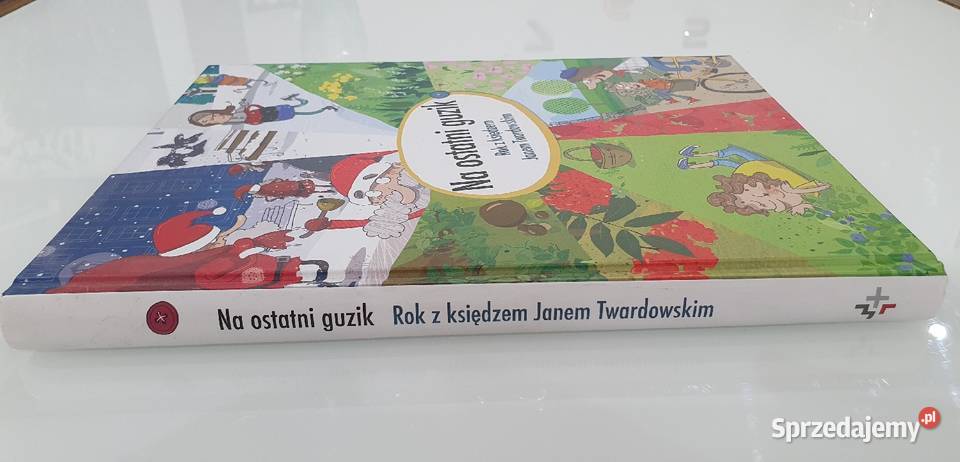 Na ostatni guzik
Rok z księdzem
Janem Twardowskim
Na ostatni guzik Rok z księdzem Janem Twardowskim
Sprzedajemy.pl